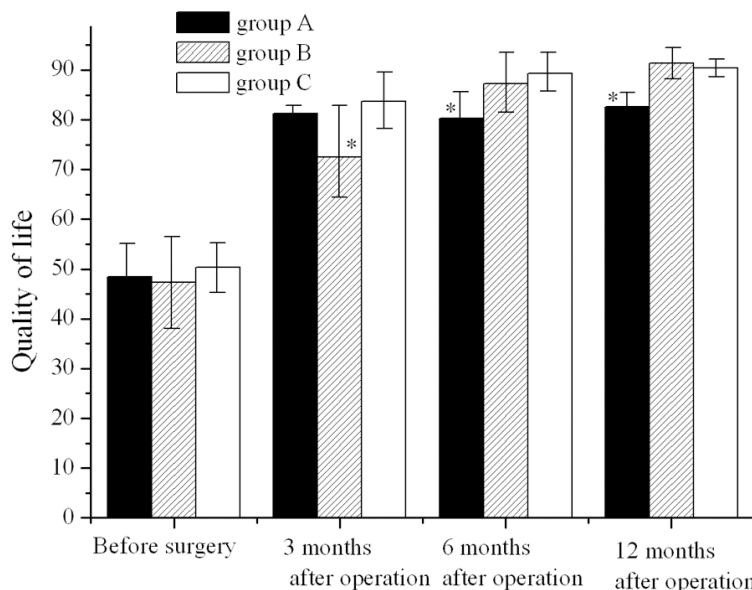 group A
group B
group C
Quality of life
90
80
70
60
50
40
30
20
10
0
*
*
*
Before surgery
3 months
after operation
6 months
after operation
12 months
after operation